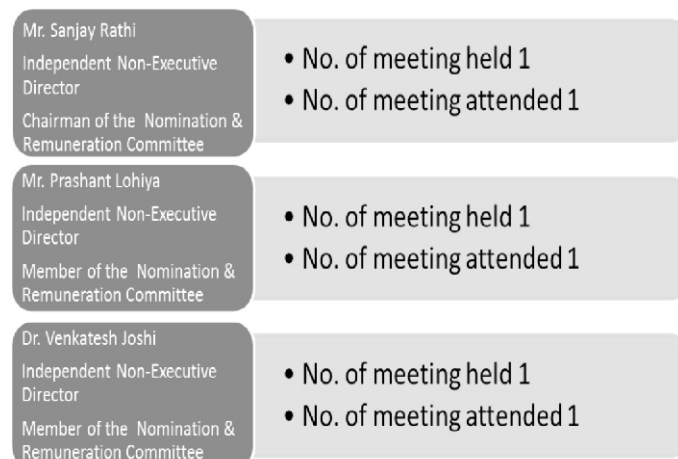 Mr. Sanjay Rathi
Independent Non-Executive
Director
Chairman of the Nomination &
Remuneration Committee
• No. of meeting held 1
• No. of meeting attended 1
Mr. Prashant Lohiya
Independent Non-Executive
Director
Member of the Nomination &
Remuneration Committee
• No. of meeting held 1
• No. of meeting attended 1
Dr. Venkatesh Joshi
Independent Non-Executive
Director
Member of the Nomination &
Remuneration Committee
• No. of meeting held 1
• No. of meeting attended 1